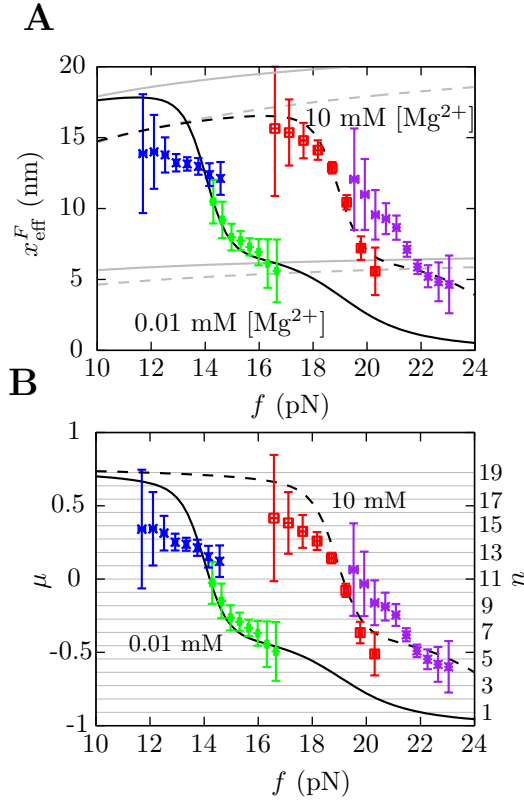 A
20
15
10
5
0
x_eff^F (nm)
10 mM [Mg²⁺]
0.01 mM [Mg²⁺]
10 12 14 16 18 20 22 24
f (pN)
B
1
0.5
0
-0.5
-1
μ
10 mM
0.01 mM
19
17
15
13
11
9
7
5
3
1
n
10 12 14 16 18 20 22 24
f (pN)